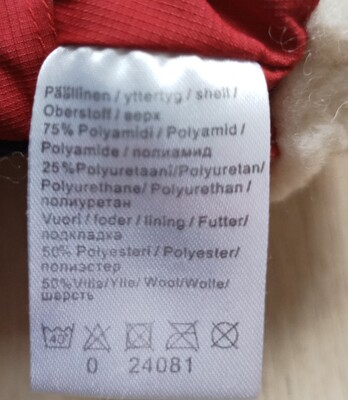 Päällinen / yttertyg / shell /
Oberstoff / верх
75% Polyamidi / Polyamid /
Polyamide / полиамид
25% Polyuretaani/Polyuretan/
Polyurethane/Polyurethan /
полиуретан
Vuori / foder / lining / Futter/
подкладка
50% Polyesteri / Polyester/
полиэстер
50% Villa/Ylle/ Wool/Wolle/
шерсть
40°
0 24081